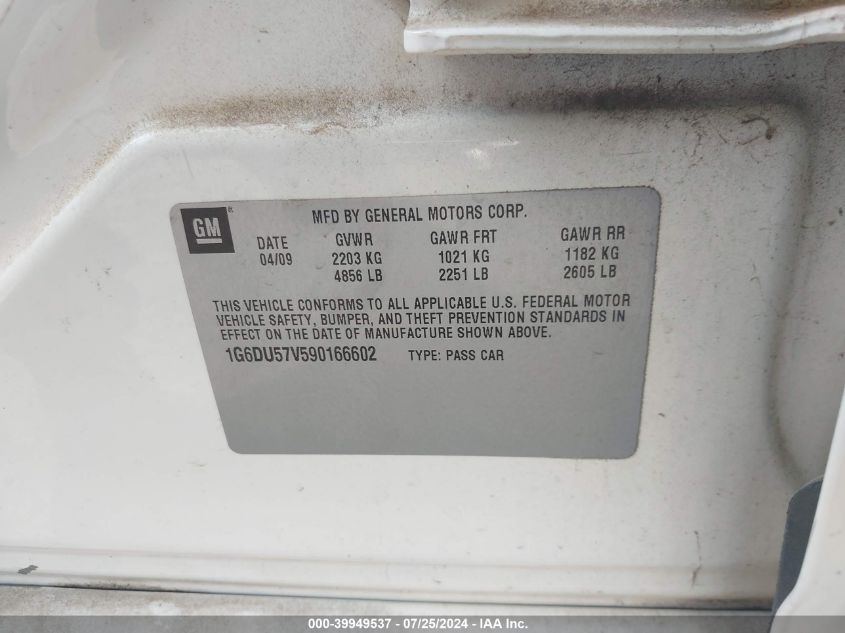 GM® MFD BY GENERAL MOTORS CORP.
DATE GVWR GAWR FRT GAWR RR
04/09 2203 KG 1021 KG 1182 KG
4856 LB 2251 LB 2605 LB
THIS VEHICLE CONFORMS TO ALL APPLICABLE U.S. FEDERAL MOTOR
VEHICLE SAFETY, BUMPER, AND THEFT PREVENTION STANDARDS IN
EFFECT ON THE DATE OF MANUFACTURE SHOWN ABOVE.
1G6DU57V590166602 TYPE: PASS CAR
000-39949537 - 07/25/2024 - IAA Inc.